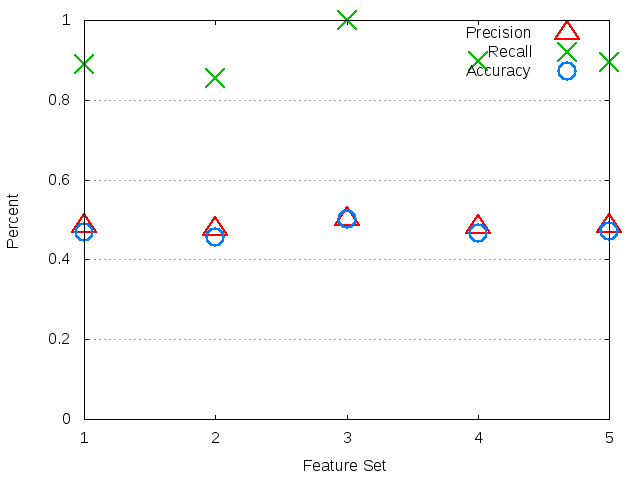 1
Precision
Recall
Accuracy
0.8
0.6
0.4
0.2
0
Percent
1 2 3 4 5
Feature Set